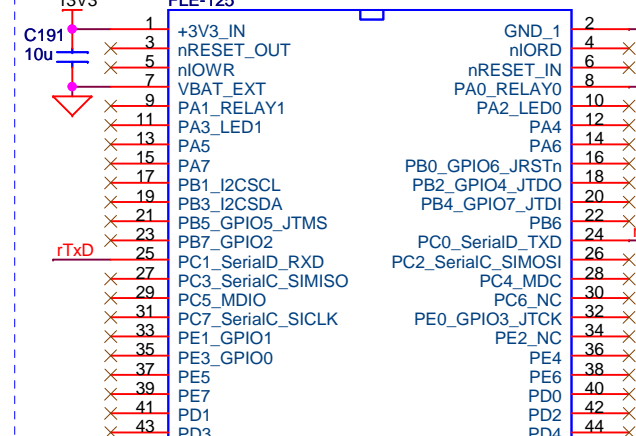 +3V3
PLE-125
C191
10u
1 +3V3_IN GND_1 2
3 nRESET_OUT nIORD 4
5 nIOWR nRESET_IN 6
7 VBAT_EXT PA0_RELAY0 8
9 PA1_RELAY1 PA2_LED0 10
11 PA3_LED1 PA4 12
13 PA5 PA6 14
15 PA7 PB0_GPIO6_JRSTn 16
17 PB1_I2CSCL PB2_GPIO4_JTDO 18
19 PB3_I2CSDA PB4_GPIO7_JTDI 20
21 PB5_GPIO5_JTMS PB6 22
23 PB7_GPIO2 PC0_SerialD_TXD 24
rTxD 25 PC1_SerialD_RXD PC2_SerialC_SIMOSI 26
27 PC3_SerialC_SIMISO PC4_MDC 28
29 PC5_MDIO PC6_NC 30
31 PC7_SerialC_SICLK PE0_GPIO3_JTCK 32
33 PE1_GPIO1 PE2_NC 34
35 PE3_GPIO0 PE4 36
37 PE5 PE6 38
39 PE7 PD0 40
41 PD1 PD2 42
43 PD3 PD4 44